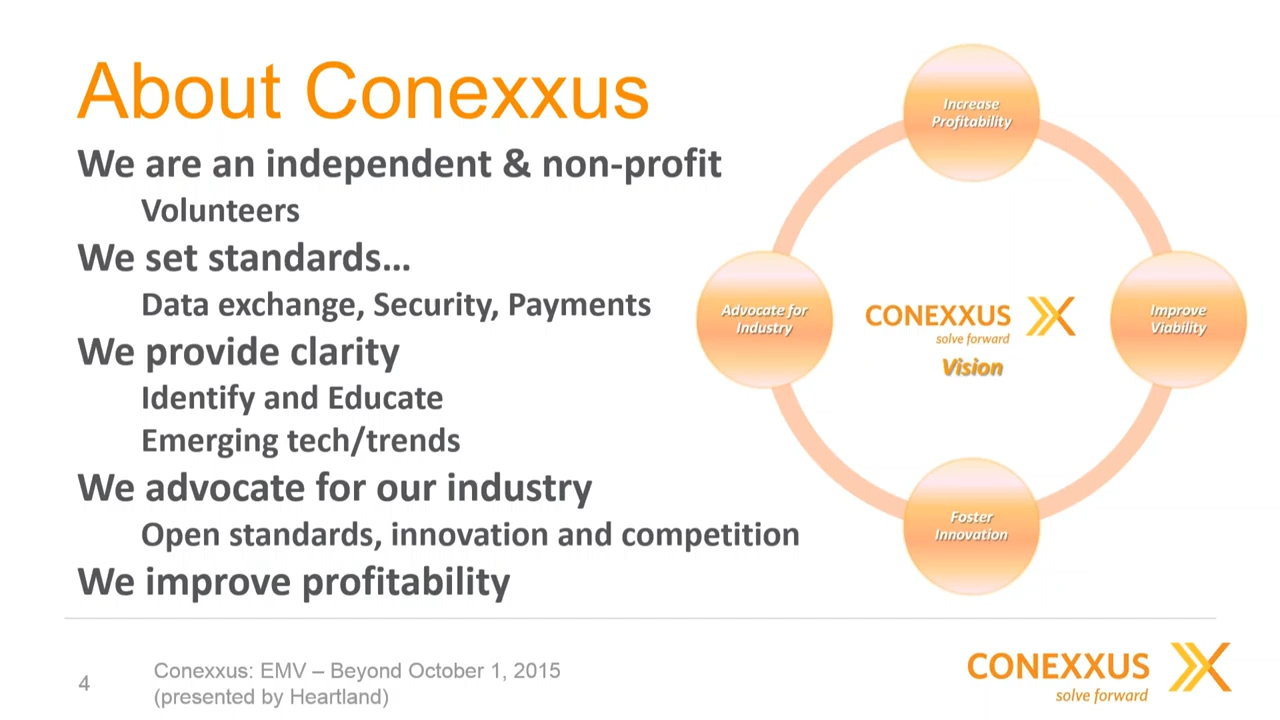 About Conexxus
We are an independent & non-profit
Volunteers
We set standards…
Data exchange, Security, Payments
We provide clarity
Identify and Educate
Emerging tech/trends
We advocate for our industry
Open standards, innovation and competition
We improve profitability
Increase
Profitability
Advocate for
Industry
CONEXXUS
solve forward
Vision
Improve
Viability
Foster
Innovation
4
Conexxus: EMV – Beyond October 1, 2015
(presented by Heartland)
CONEXXUS
solve forward